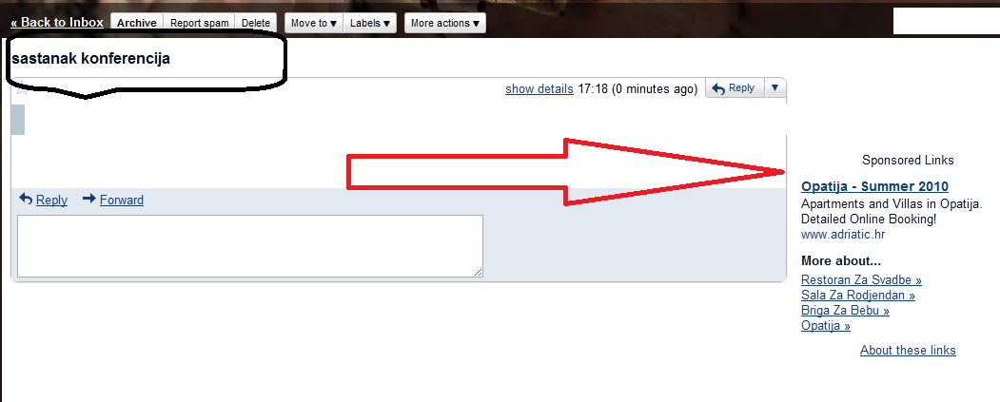 « Back to Inbox Archive Report spam Delete Move to ▾ Labels ▾ More actions ▾
sastanak konferencija
show details 17:18 (0 minutes ago) Reply ▾
Sponsored Links
Opatija - Summer 2010
Apartments and Villas in Opatija.
Detailed Online Booking!
www.adriatic.hr
Reply Forward
More about...
Restoran Za Svadbe »
Sala Za Rodjendan »
Briga Za Bebu »
Opatija »
About these links